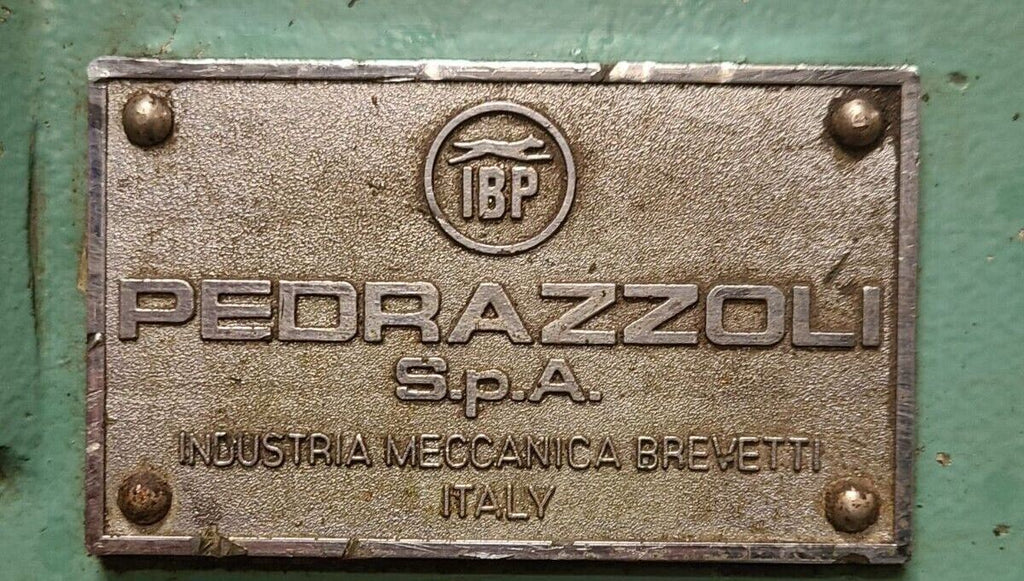 IBP
PEDRAZZOLI
S.p.A.
INDUSTRIA MECCANICA BREVETTI
ITALY